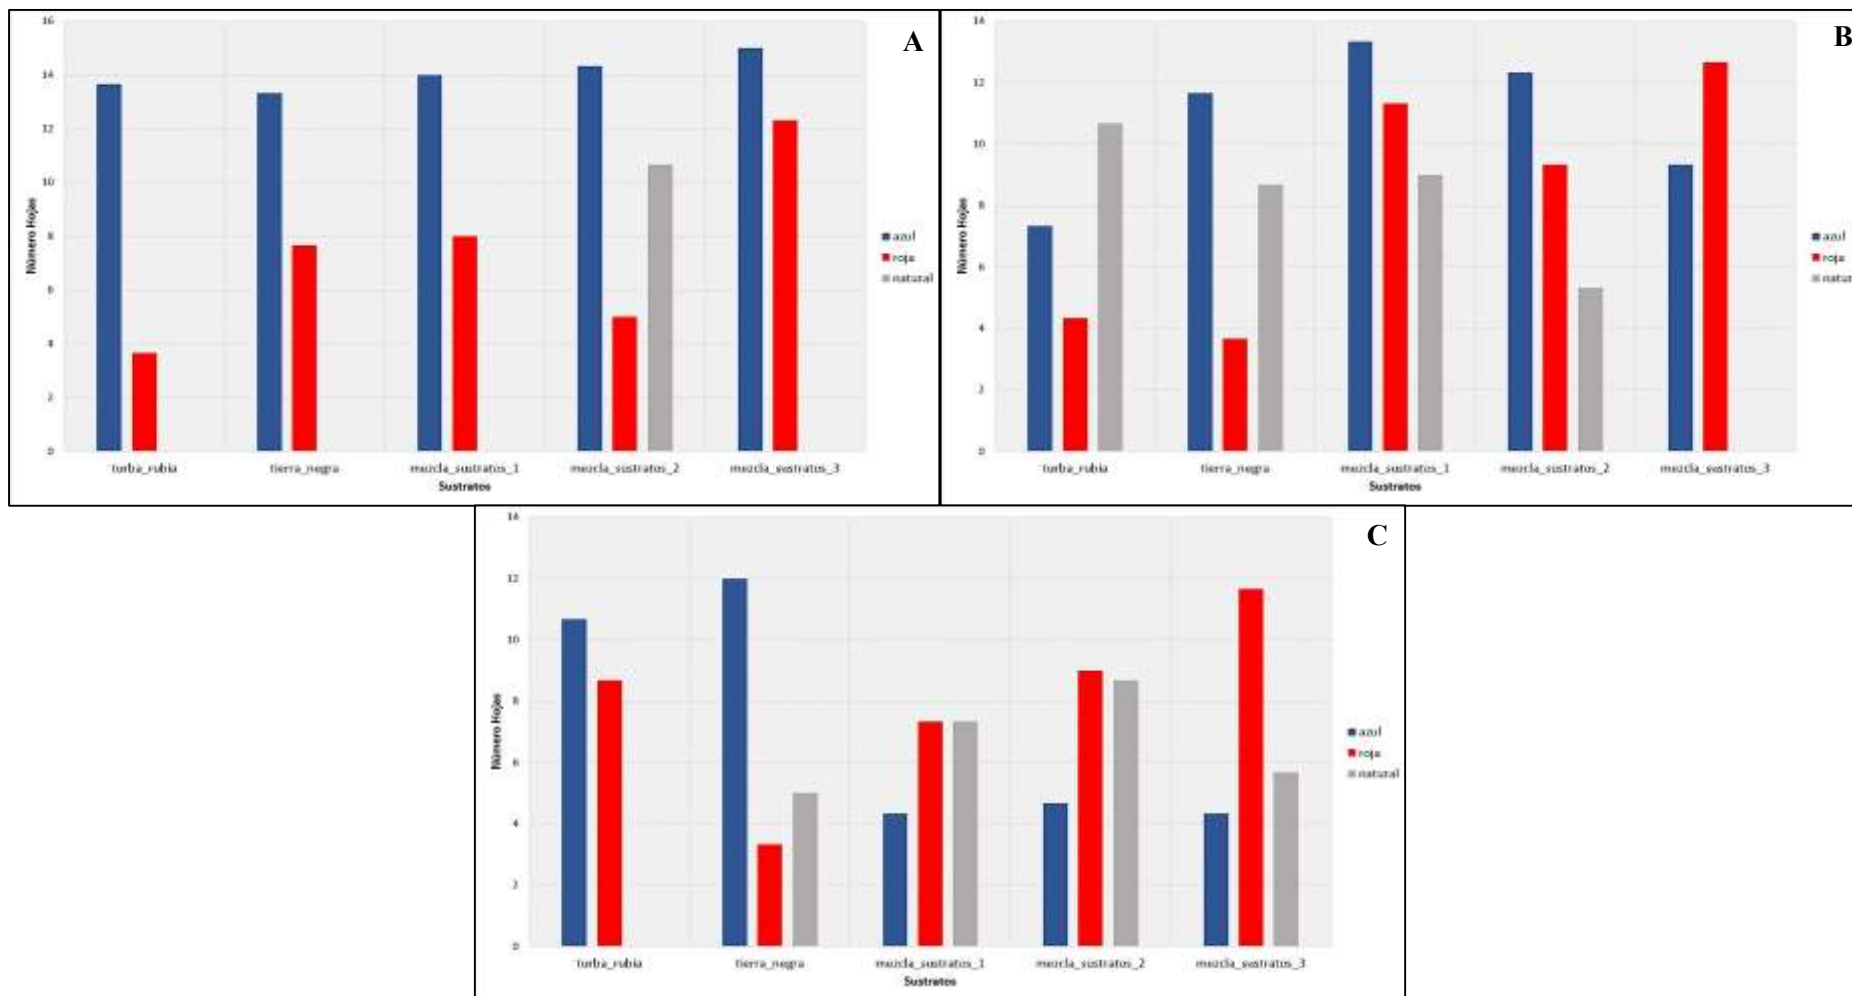 A
16
14
12
10
8
6
4
2
0
Número Hojas
turba_rubia tierra_negra mezcla_sustratos_1 mezcla_sustratos_2 mezcla_sustratos_3
Sustratos
azul
roja
natural
B
14
12
10
8
6
4
2
0
Número Hojas
turba_rubia tierra_negra mezcla_sustratos_1 mezcla_sustratos_2 mezcla_sustratos_3
Sustratos
azul
roja
natu
C
14
12
10
8
6
4
2
0
Número Hojas
turba_rubia tierra_negra mezcla_sustratos_1 mezcla_sustratos_2 mezcla_sustratos_3
Sustratos
azul
roja
natural